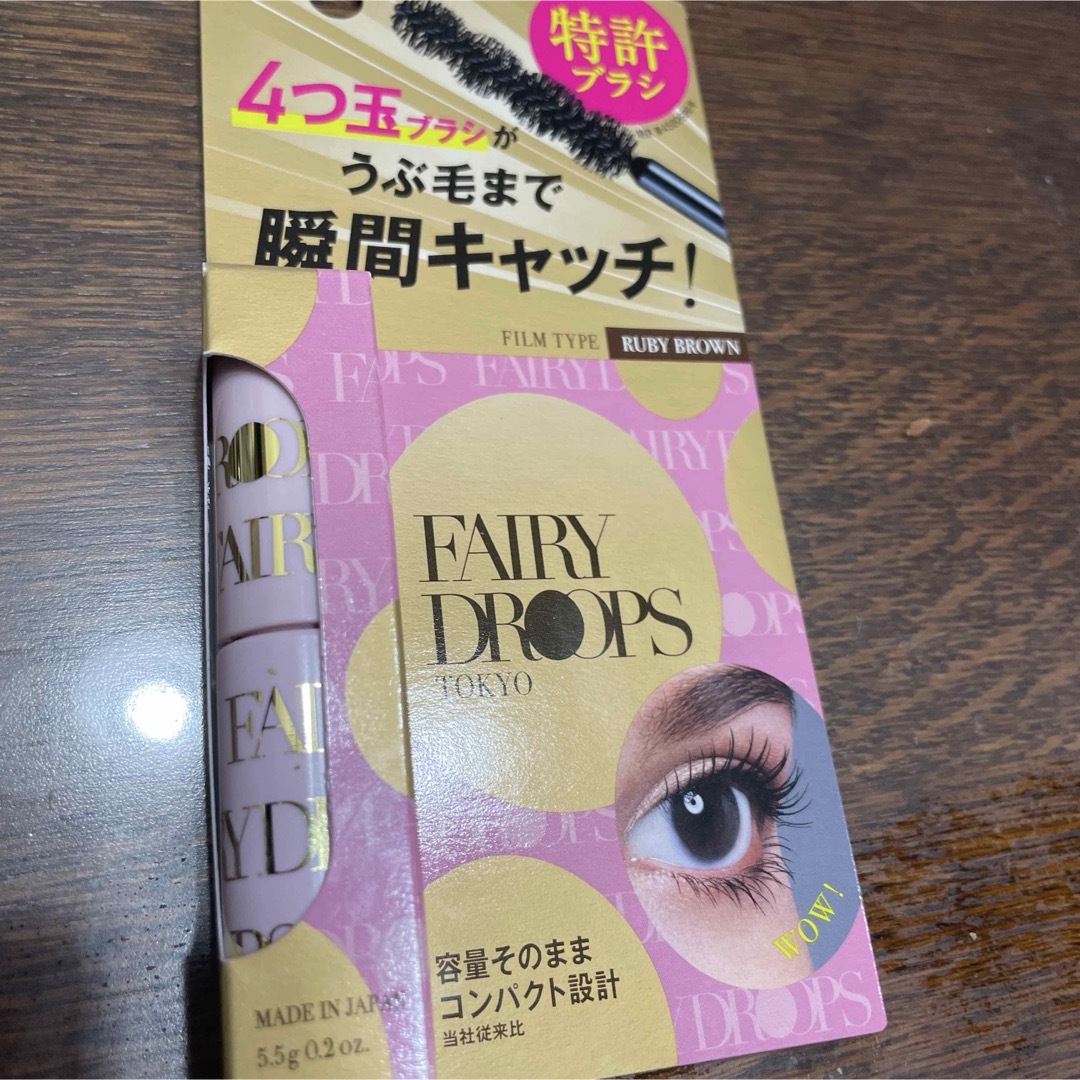 特許
ブラシ
4つ玉ブラシが
うぶ毛まで
瞬間キャッチ!
FILM TYPE RUBY BROWN
FAIRY
DROOPS
TOKYO
WOW!
容量そのまま
コンパクト設計
当社従来比
MADE IN JAPAN
5.5g 0.2 oz.